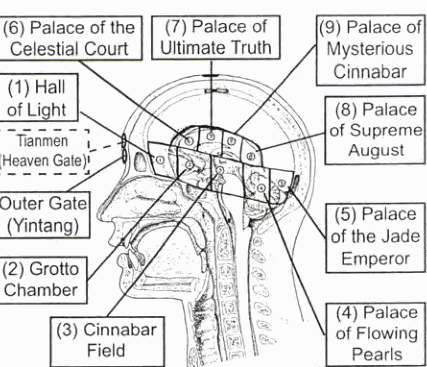 (6) Palace of the
Celestial Court
(7) Palace of
Ultimate Truth
(9) Palace of
Mysterious
Cinnabar
(1) Hall
of Light
(8) Palace
of Supreme
August
Tianmen
(Heaven Gate)
Outer Gate
(Yintang)
(5) Palace
of the Jade
Emperor
(2) Grotto
Chamber
(3) Cinnabar
Field
(4) Palace
of Flowing
Pearls